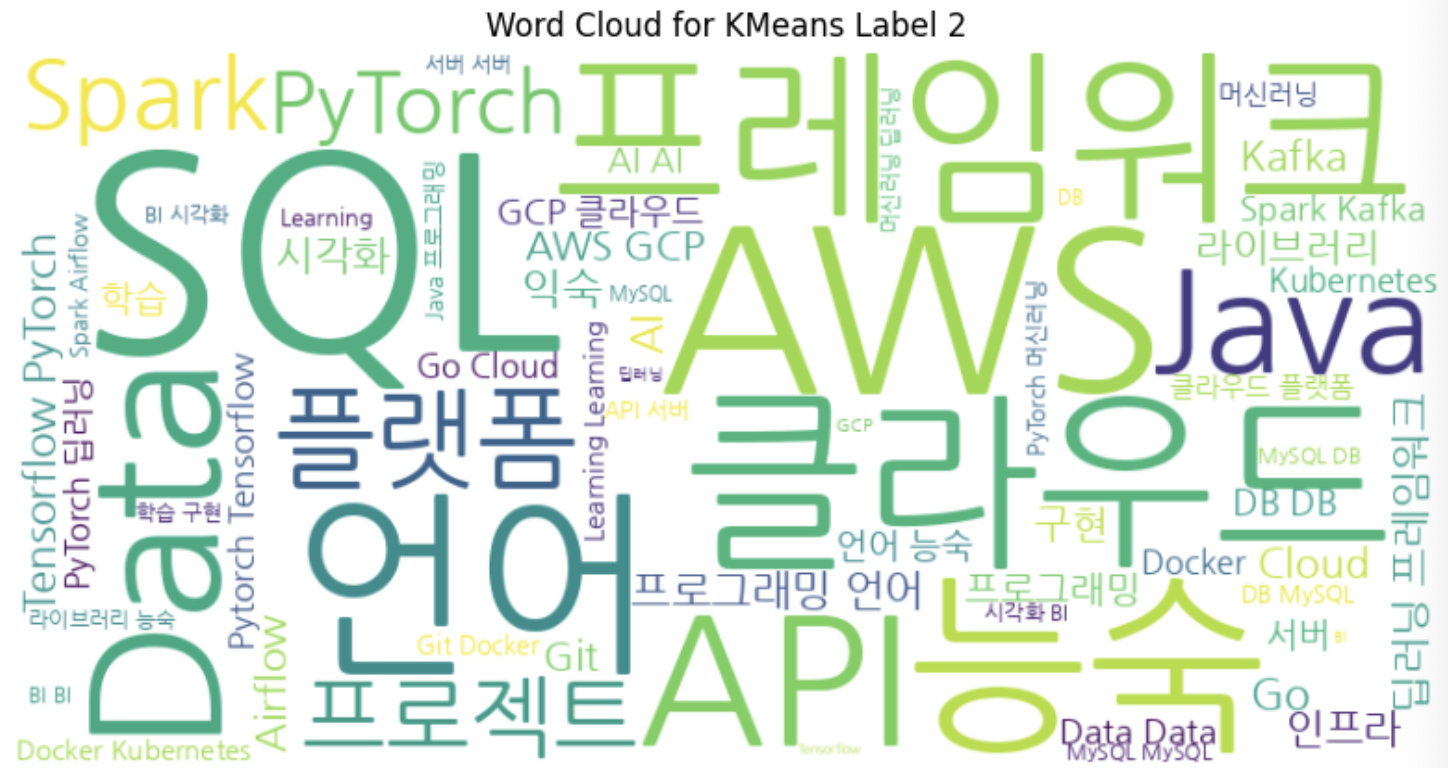 Word Cloud for KMeans Label 2
Spark
PyTorch
서버 서버
프레임워크
머신러닝
AI AI
머신러닝 딥러닝
Kafka
DB
Spark Kafka
SQL
BI 시각화
Learning
시각화
Java 프로그래밍
GCP 클라우드
AWS GCP
익숙
MySQL
AWS
라이브러리
Kubernetes
Java
Tensorflow PyTorch
Spark Airflow
학습
AI
Go Cloud
딥러닝
Learning Learning
API 서버
PyTorch 머신러닝
클라우드 플랫폼
PyTorch 딥러닝
Data
Pytorch Tensorflow
플랫폼
GCP
클라우드
MySQL DB
DB DB
딥러닝 프레임워크
학습 구현
언어
언어 능숙
구현
Docker
Cloud
프로그래밍 언어
프로그래밍
DB MySQL
시각화 BI
라이브러리 능숙
Airflow
Git Docker
Git
API
능숙
서버
BI
BI BI
프로젝트
Go
인프라
Data Data
MySQL MySQL
Docker Kubernetes
Tensorflow